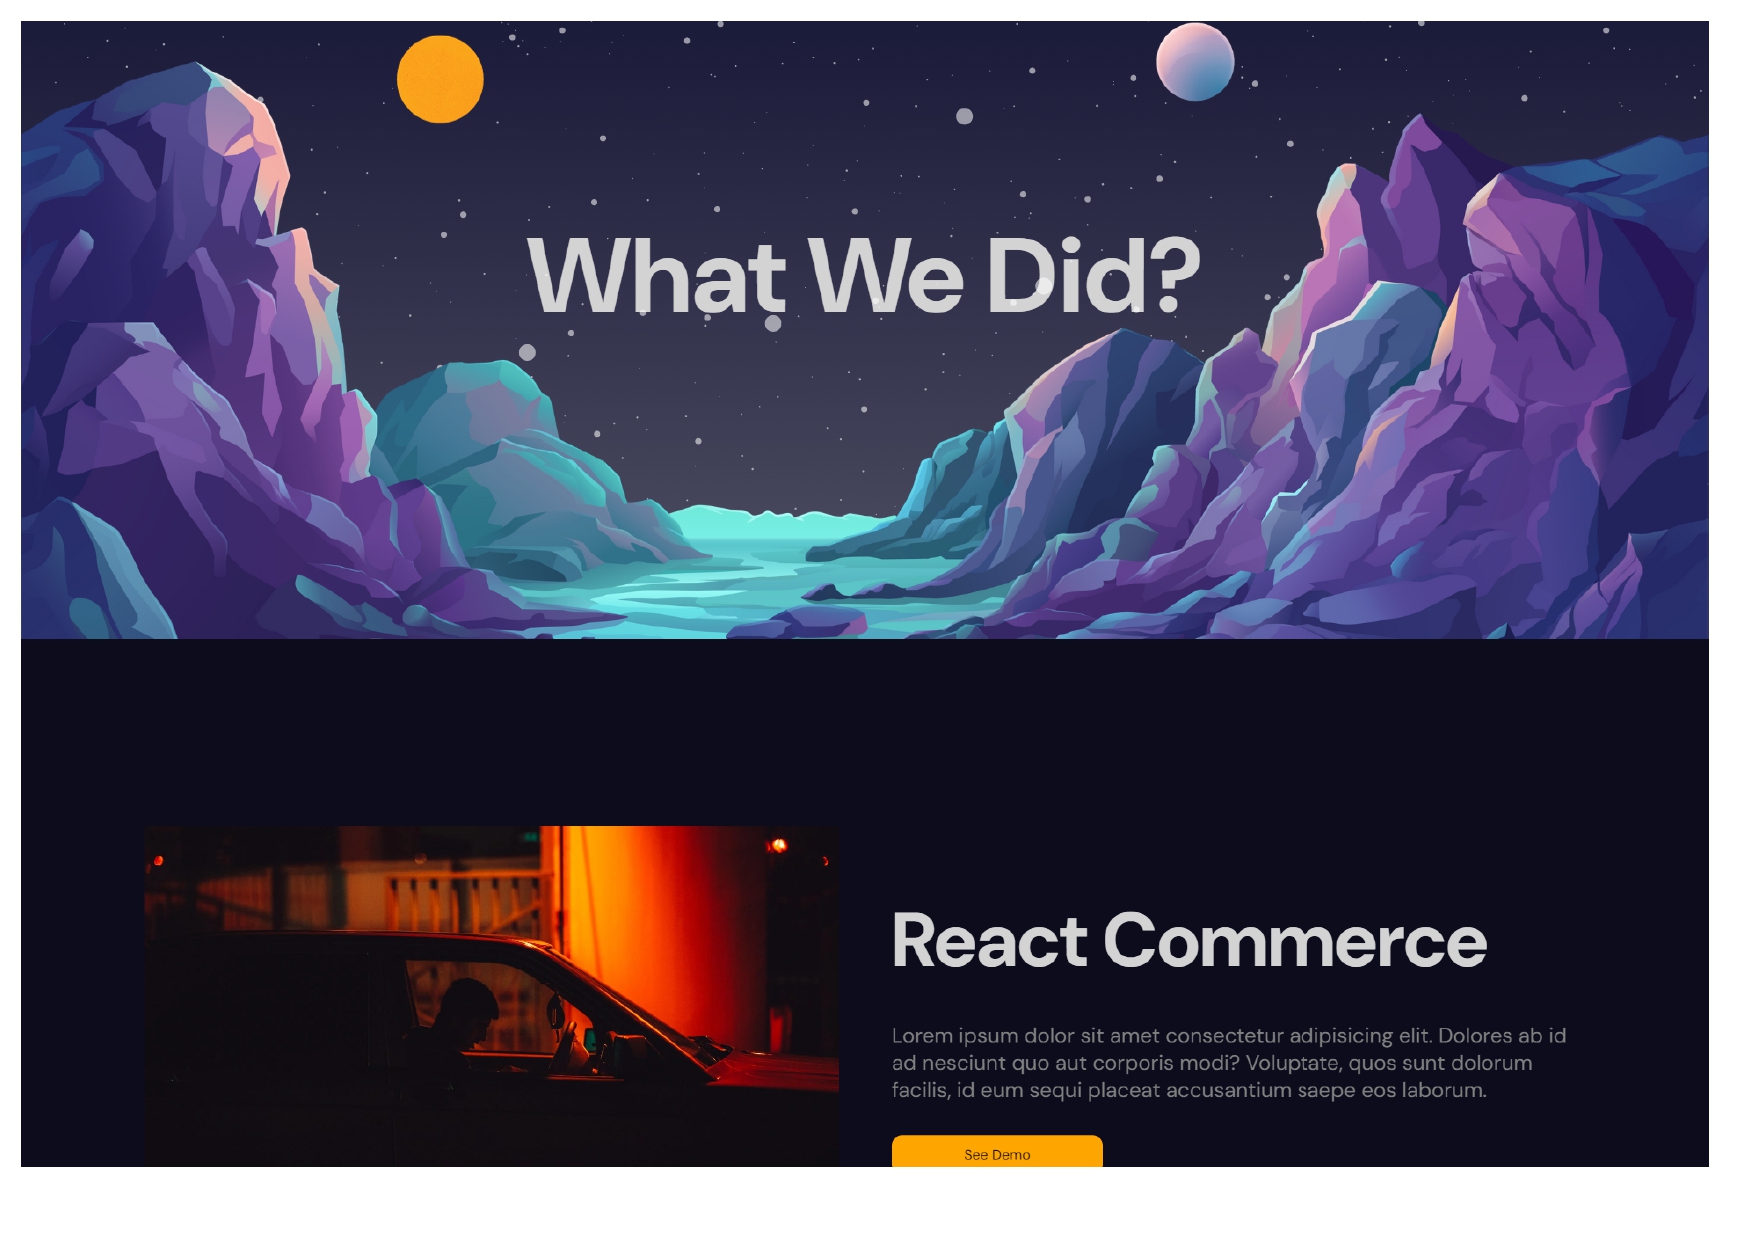 What We Did?
React Commerce
Lorem ipsum dolor sit amet consectetur adipisicing elit. Dolores ab id
ad nesciunt quo aut corporis modi? Voluptate, quos sunt dolorum
facilis, id eum sequi placeat accusantium saepe eos laborum.
See Demo